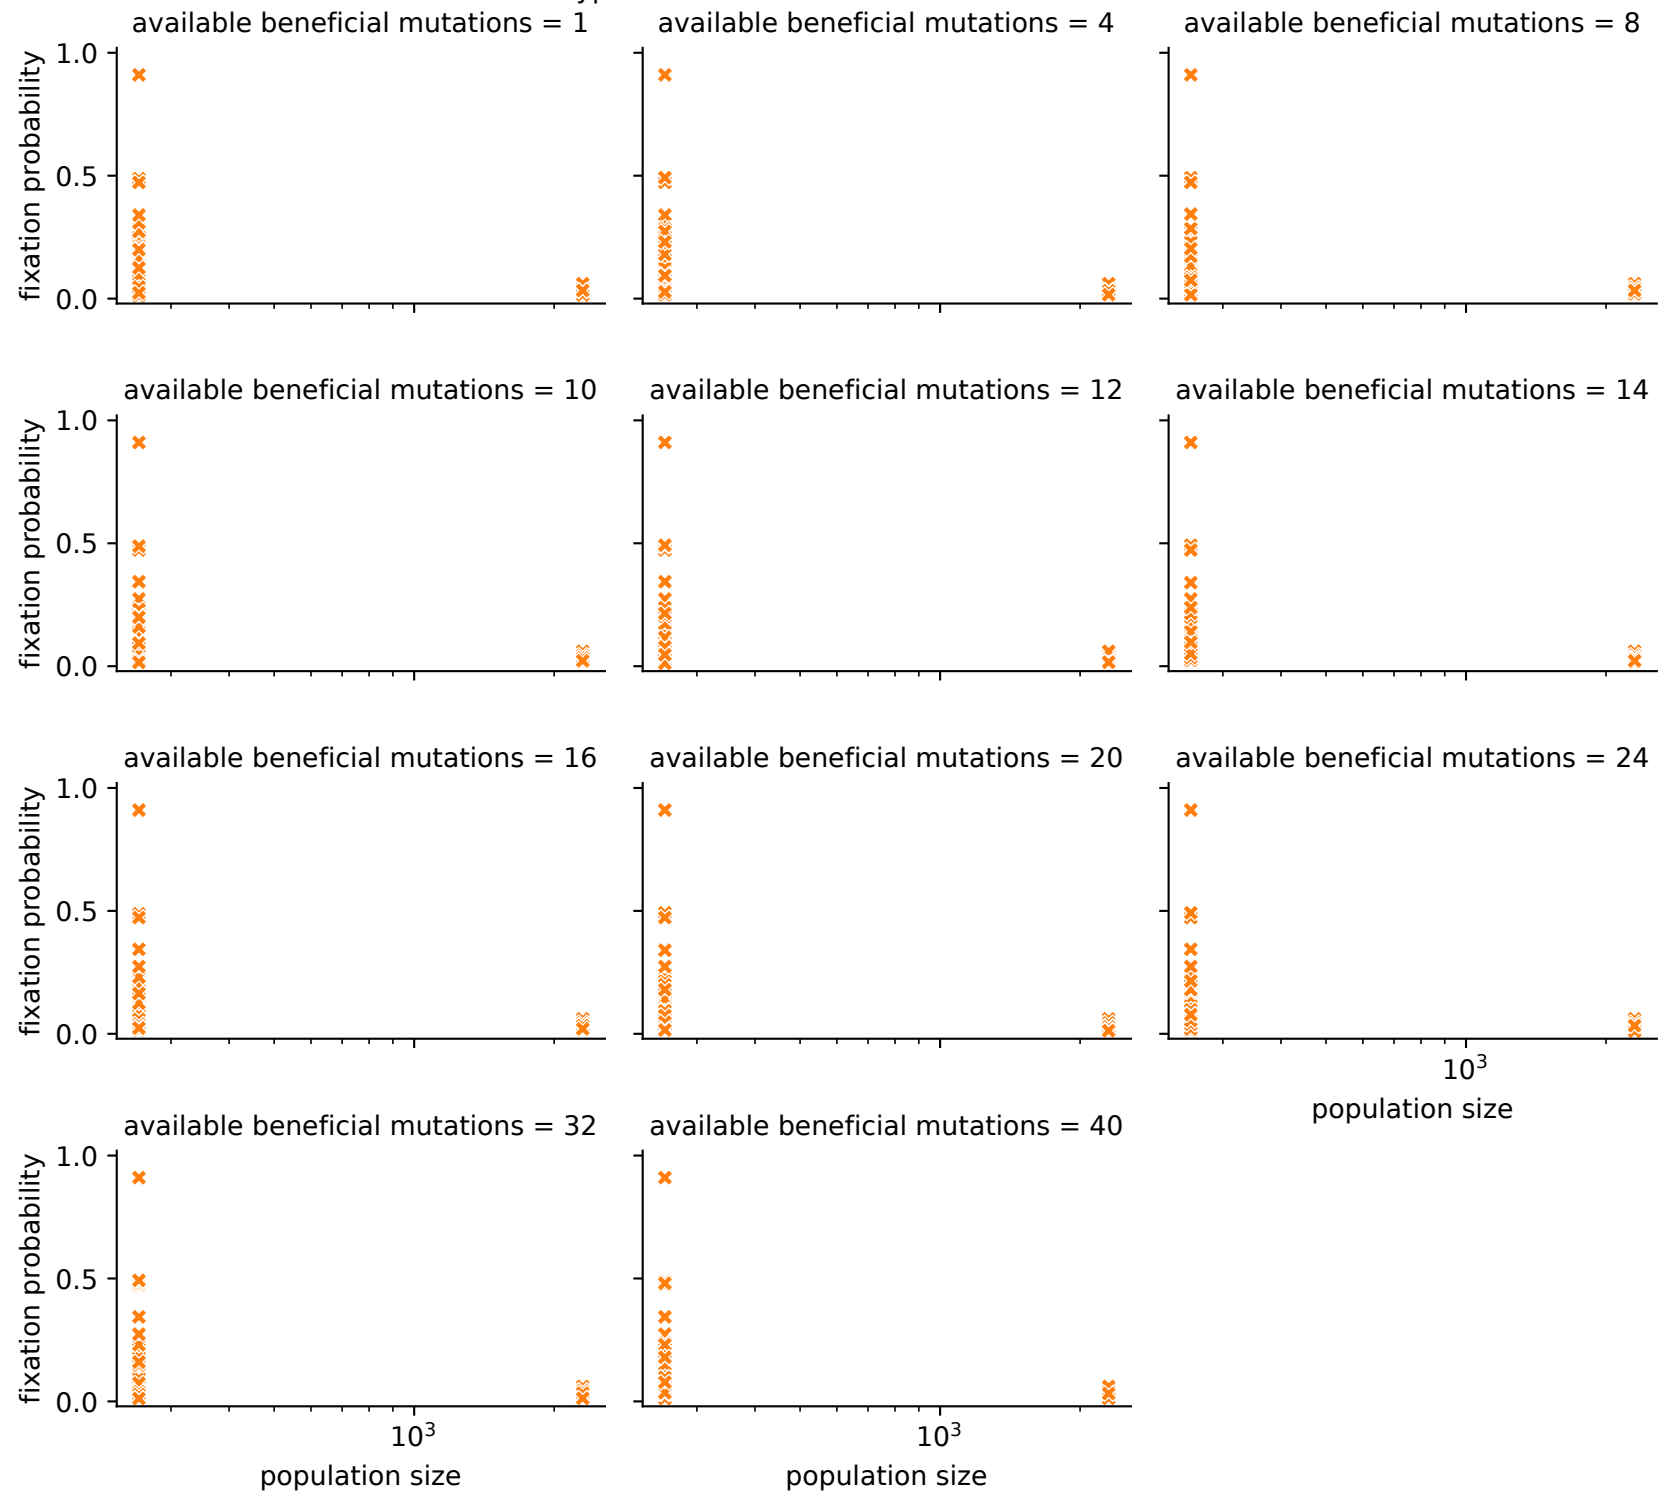 available beneficial mutations = 1
available beneficial mutations = 4
available beneficial mutations = 8
fixation probability
1.0
0.5
0.0
available beneficial mutations = 10
available beneficial mutations = 12
available beneficial mutations = 14
fixation probability
1.0
0.5
0.0
available beneficial mutations = 16
available beneficial mutations = 20
available beneficial mutations = 24
fixation probability
1.0
0.5
0.0
10³
population size
available beneficial mutations = 32
available beneficial mutations = 40
fixation probability
1.0
0.5
0.0
10³
10³
population size
population size